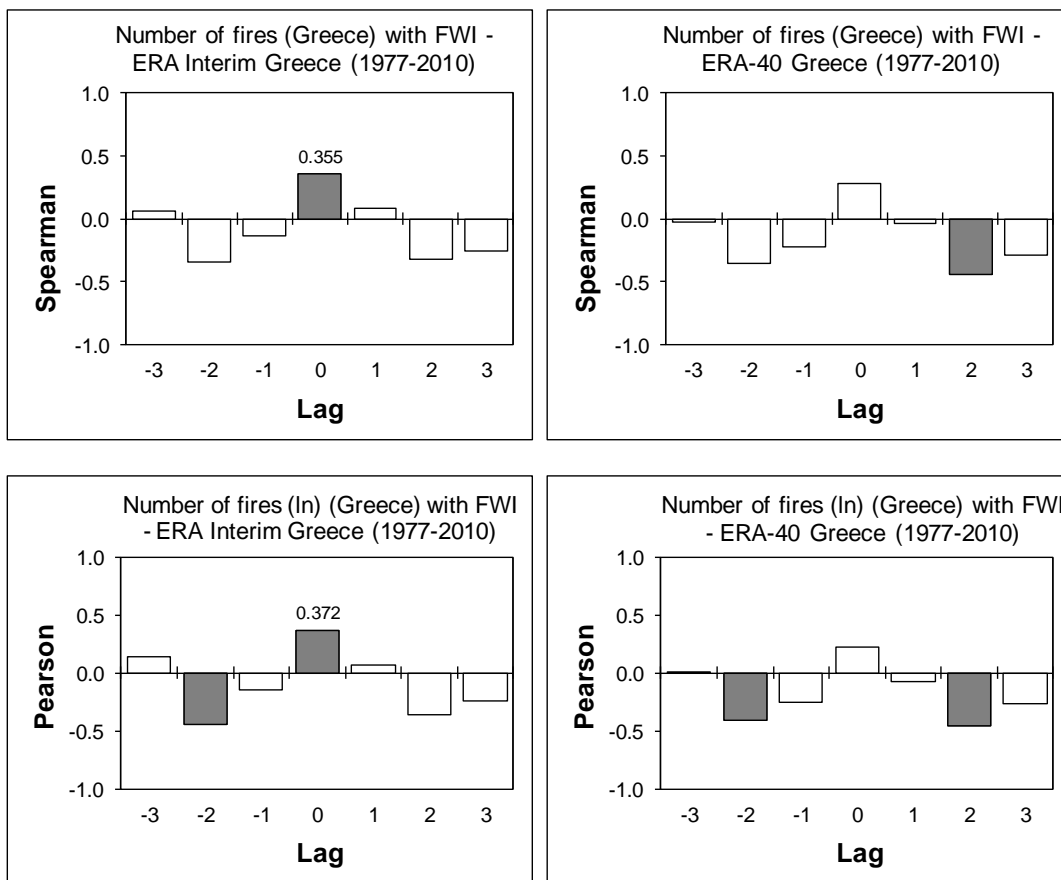 Number of fires (Greece) with FWI -
ERA Interim Greece (1977-2010)
1.0
0.5
0.0
-0.5
-1.0
0.355
-3 -2 -1 0 1 2 3
Spearman
Lag
Number of fires (Greece) with FWI -
ERA-40 Greece (1977-2010)
1.0
0.5
0.0
-0.5
-1.0
-3 -2 -1 0 1 2 3
Spearman
Lag
Number of fires (ln) (Greece) with FWI
- ERA Interim Greece (1977-2010)
1.0
0.5
0.0
-0.5
-1.0
0.372
-3 -2 -1 0 1 2 3
Pearson
Lag
Number of fires (ln) (Greece) with FWI
- ERA-40 Greece (1977-2010)
1.0
0.5
0.0
-0.5
-1.0
-3 -2 -1 0 1 2 3
Pearson
Lag